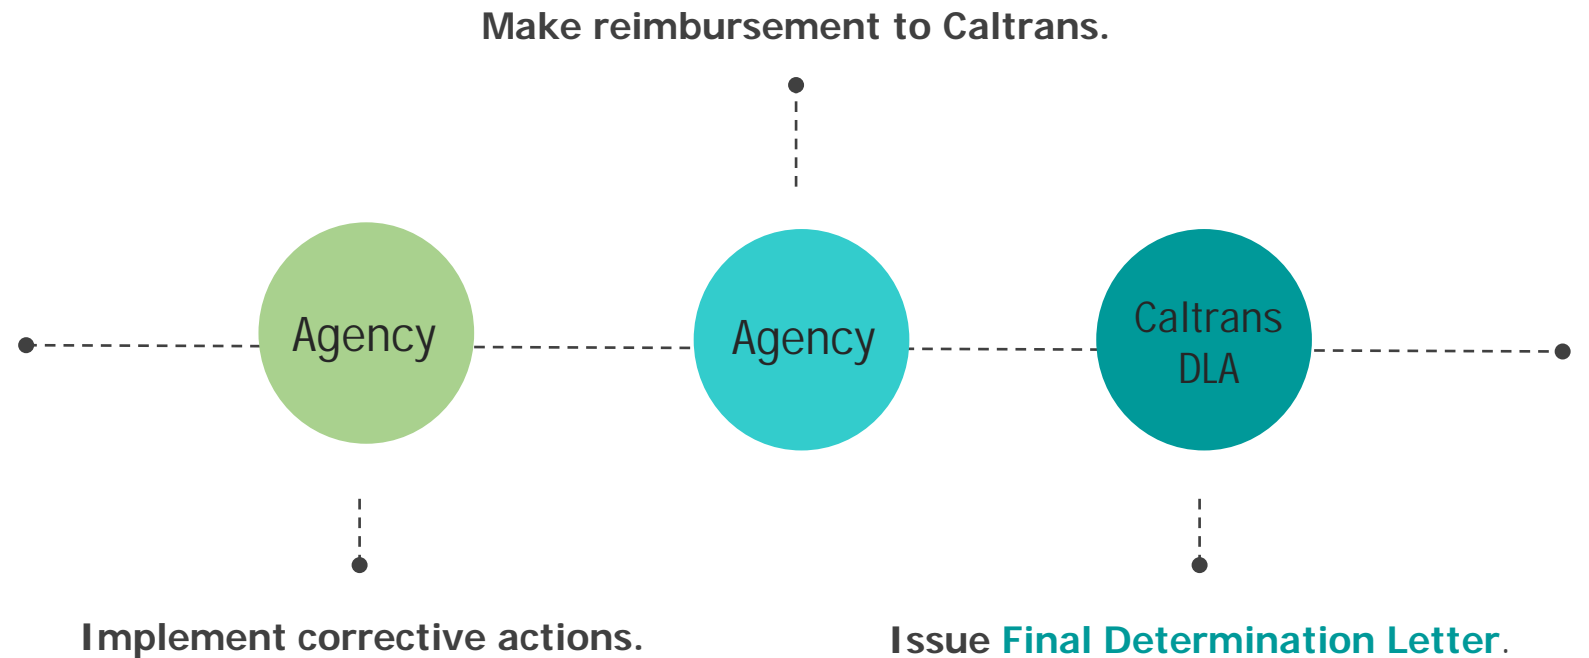 Make reimbursement to Caltrans.
Agency
Agency
Caltrans
DLA
Implement corrective actions.
Issue Final Determination Letter.